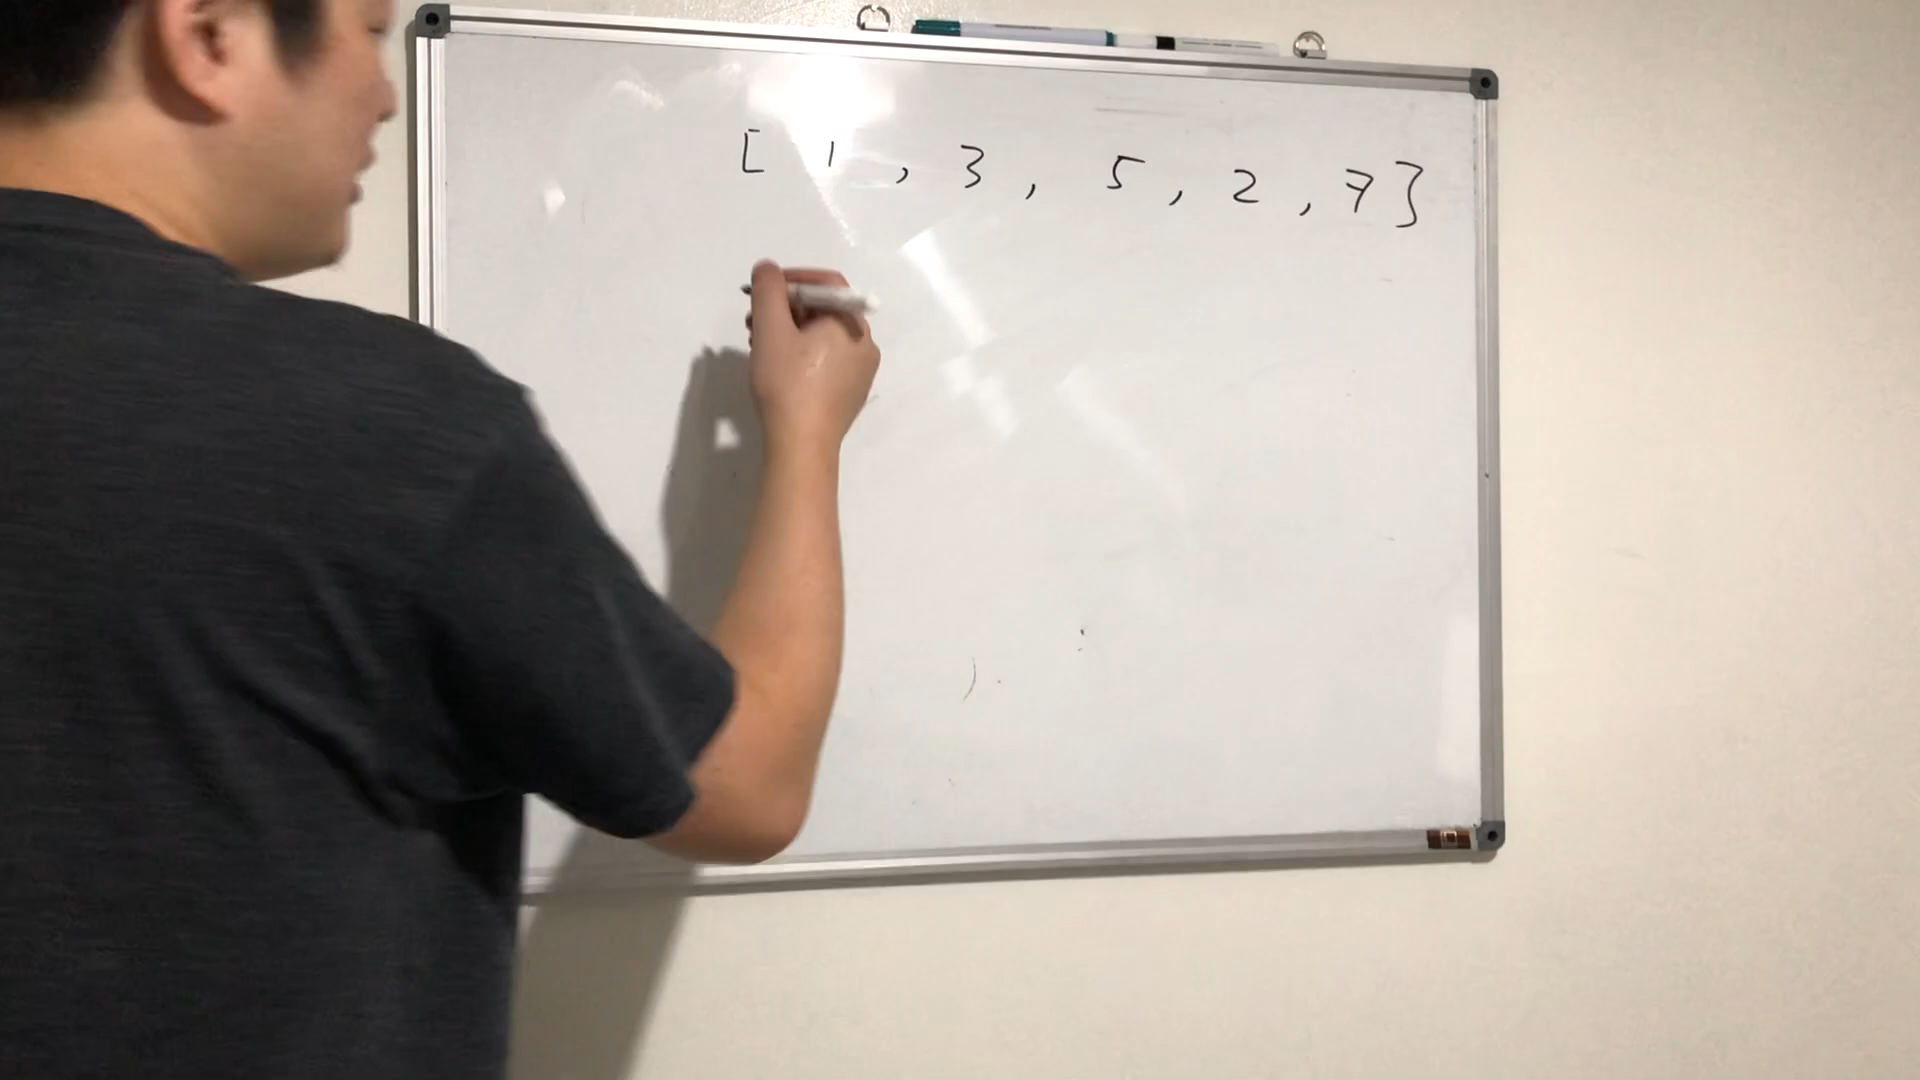 [ 1 , 3 , 5 , 2 , 7 }